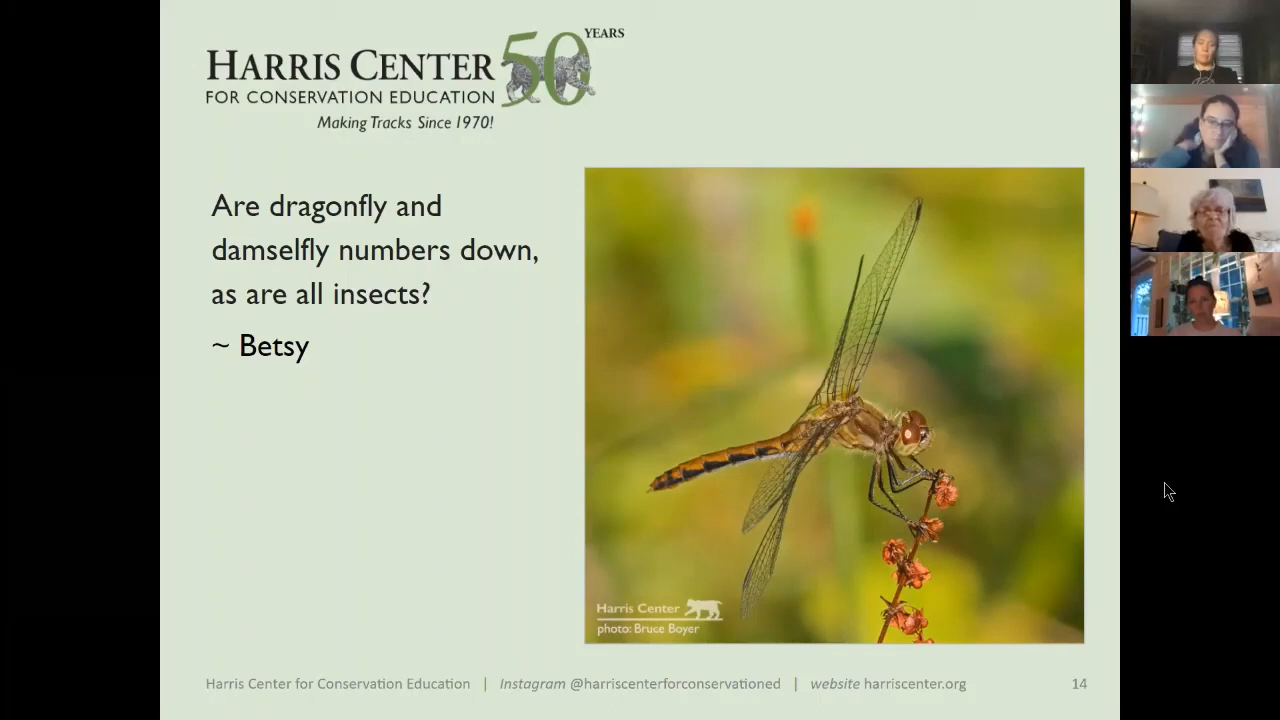 HARRIS CENTER 50 YEARS
FOR CONSERVATION EDUCATION
Making Tracks Since 1970!
Are dragonfly and
damselfly numbers down,
as are all insects?
~ Betsy
Harris Center
photo: Bruce Boyer
Harris Center for Conservation Education | Instagram @harriscenterforconservationed | website harriscenter.org 14